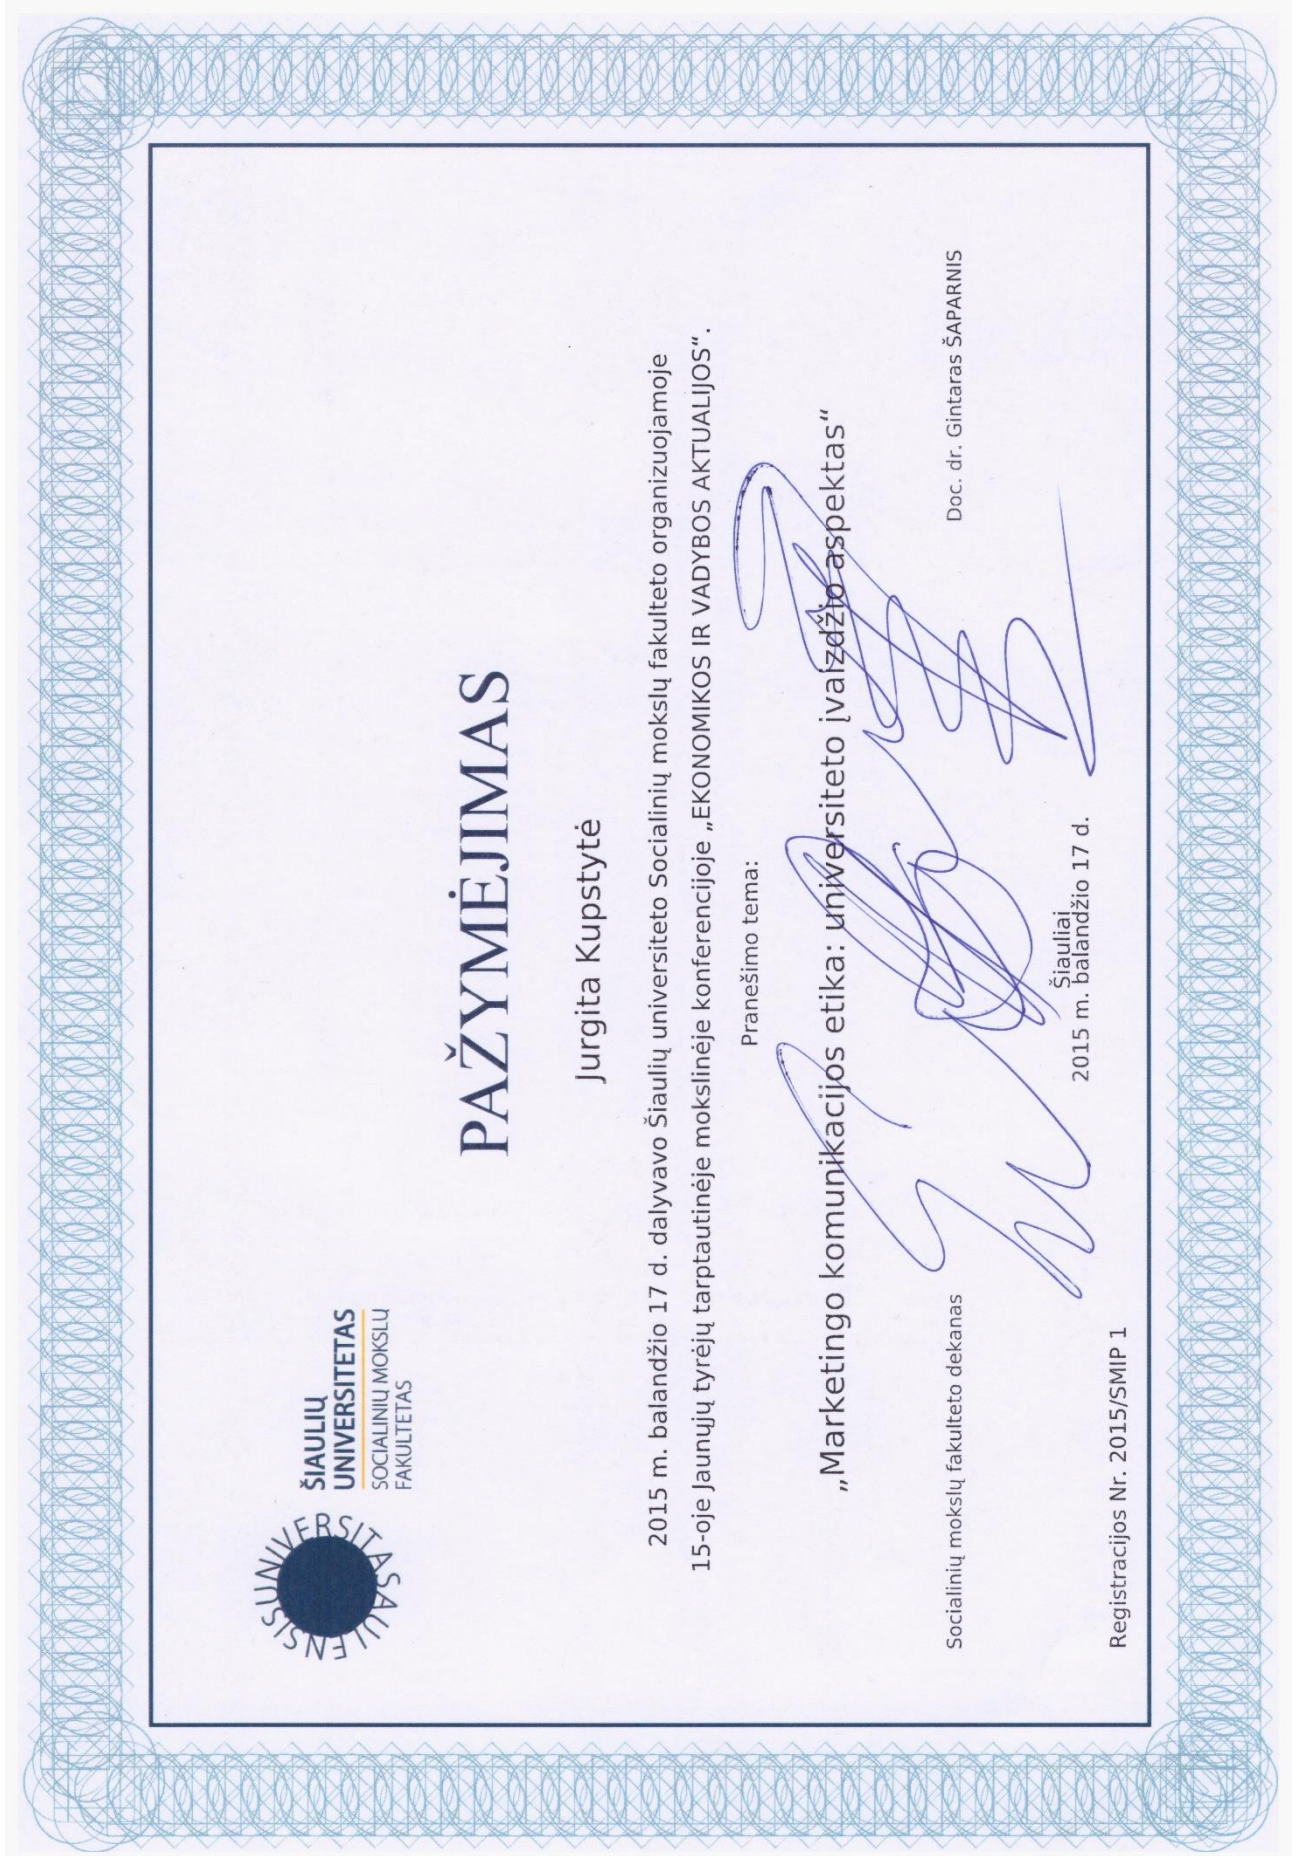 UNIVERSITAS SAULENSIS
ŠIAULIŲ
UNIVERSITETAS
SOCIALINIŲ MOKSLŲ
FAKULTETAS
PAŽYMĖJIMAS
Jurgita Kupstytė
2015 m. balandžio 17 d. dalyvavo Šiaulių universiteto Socialinių mokslų fakulteto organizuojamoje
15-oje Jaunųjų tyrėjų tarptautinėje mokslinėje konferencijoje „EKONOMIKOS IR VADYBOS AKTUALIJOS“.
Pranešimo tema:
„Marketingo komunikacijos etika: universiteto įvaizdžio aspektas“
Socialinių mokslų fakulteto dekanas
Doc. dr. Gintaras ŠAPARNIS
Šiauliai
2015 m. balandžio 17 d.
Registracijos Nr. 2015/SMIP 1